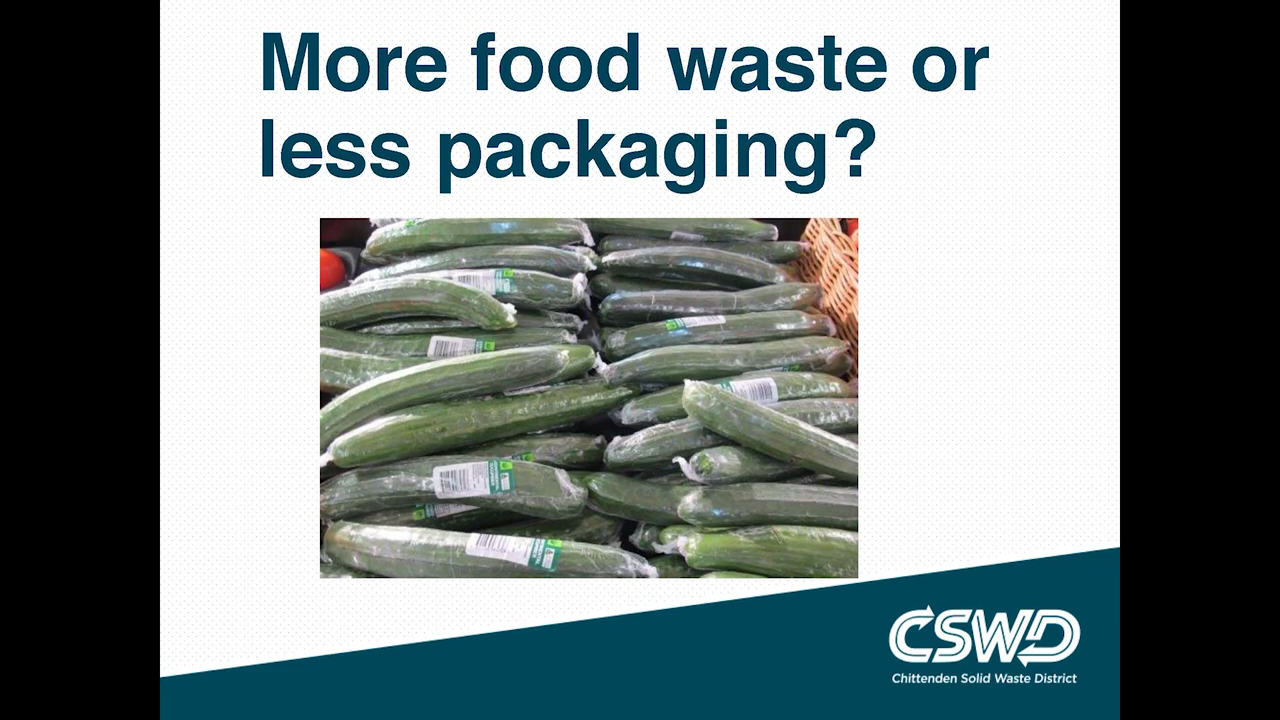 More food waste or
less packaging?
CSWD
Chittenden Solid Waste District